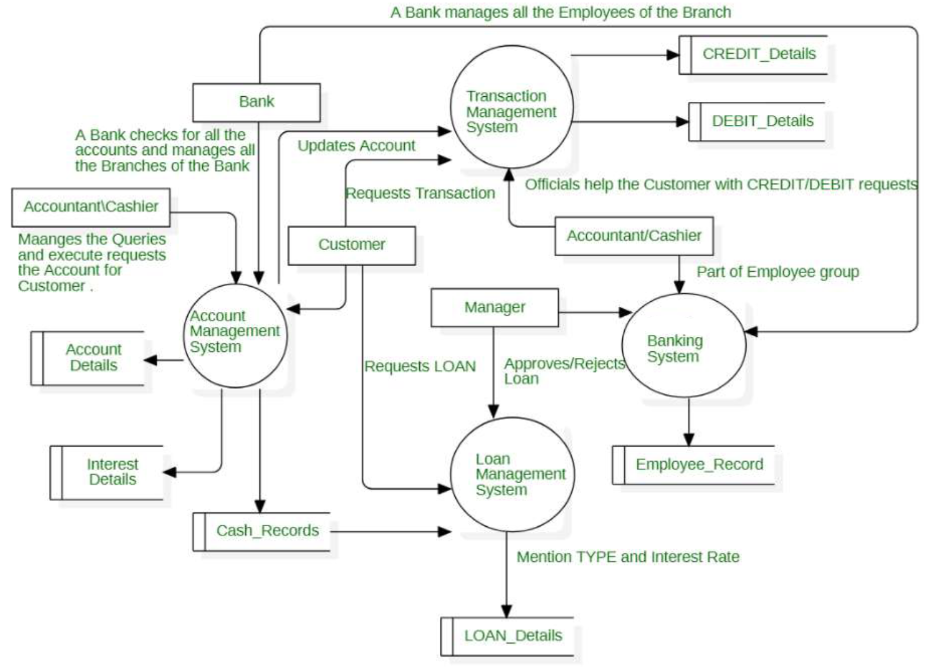 A Bank manages all the Employees of the Branch
CREDIT_Details
Bank
Transaction
Management
System
DEBIT_Details
A Bank checks for all the
accounts and manages all
the Branches of the Bank
Updates Account
Requests Transaction
Officials help the Customer with CREDIT/DEBIT requests
Accountant\Cashier
Customer
Accountant/Cashier
Maanges the Queries
and execute requests
the Account for
Customer .
Part of Employee group
Manager
Account
Management
System
Banking
System
Account
Details
Requests LOAN
Approves/Rejects
Loan
Interest
Details
Loan
Management
System
Employee_Record
Cash_Records
Mention TYPE and Interest Rate
LOAN_Details